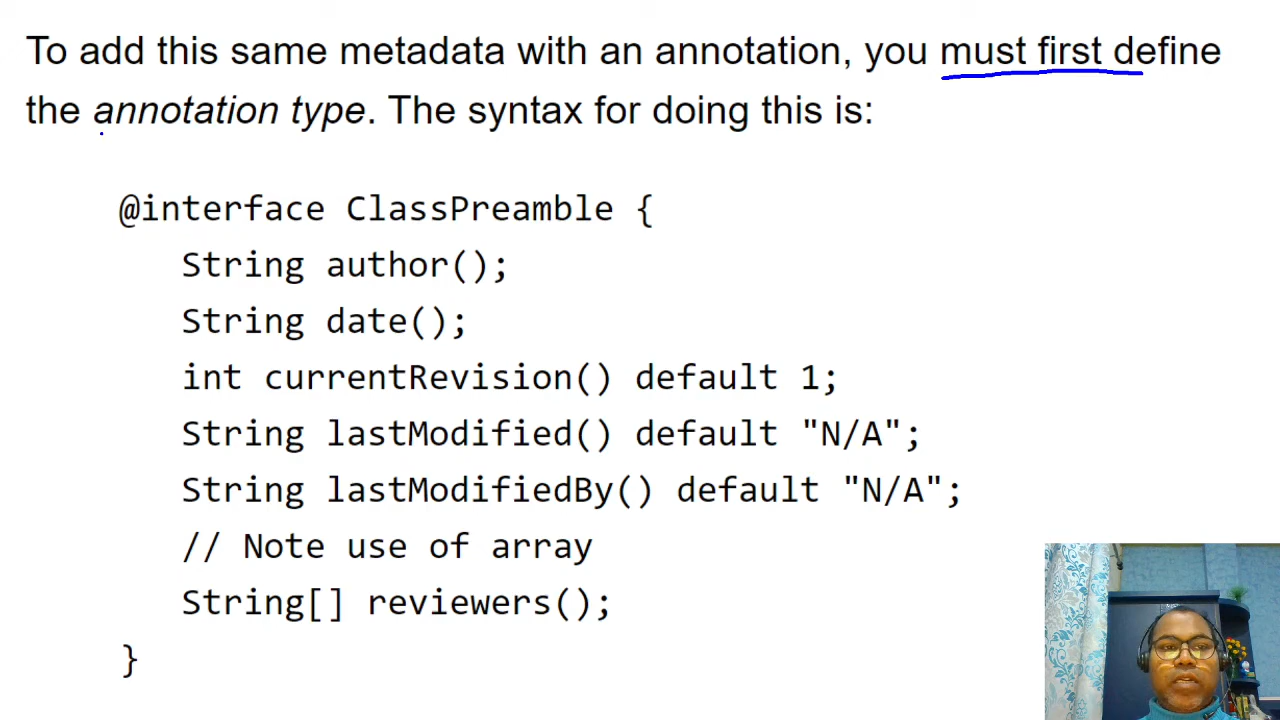 To add this same metadata with an annotation, you must first define
the annotation type. The syntax for doing this is:
@interface ClassPreamble {
String author();
String date();
int currentRevision() default 1;
String lastModified() default "N/A";
String lastModifiedBy() default "N/A";
// Note use of array
String[] reviewers();
}